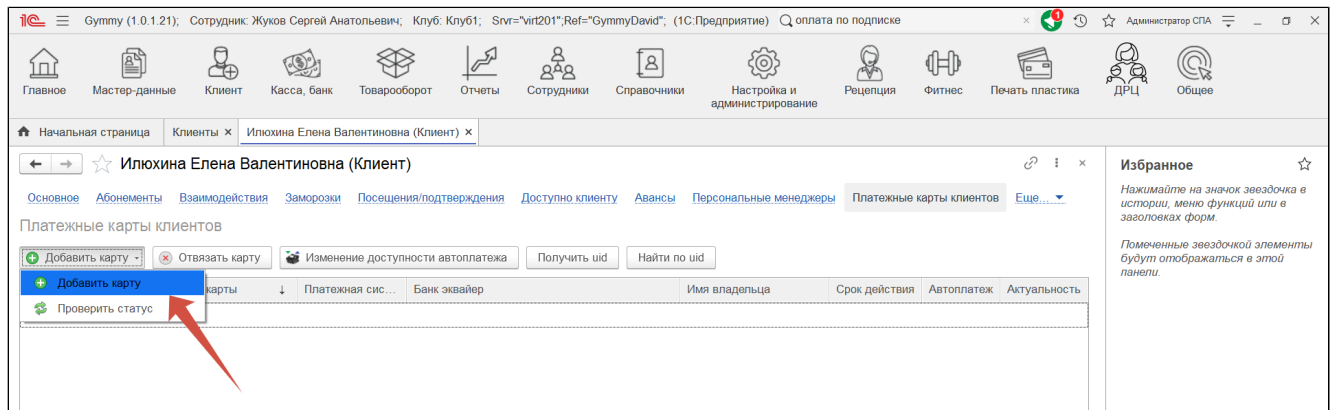 Gymmy (1.0.1.21); Сотрудник: Жуков Сергей Анатольевич; Клуб: Клуб1; Srvr="virt201";Ref="GymmyDavid"; (1С:Предприятие) оплата по подписке × 1 Администратор СПА
Главное Мастер-данные Клиент Касса, банк Товарооборот Отчеты Сотрудники Справочники Настройка и администрирование Рецепция Фитнес Печать пластика ДРЦ Общее
Начальная страница Клиенты × Илюхина Елена Валентиновна (Клиент) ×
Илюхина Елена Валентиновна (Клиент)
Основное Абонементы Взаимодействия Заморозки Посещения/подтверждения Доступно клиенту Авансы Персональные менеджеры Платежные карты клиентов Еще...
Платежные карты клиентов
Добавить карту Отвязать карту Изменение доступности автоплатежа Получить uid Найти по uid
Добавить карту
Проверить статус
карты ↓ Платежная сис... Банк эквайер Имя владельца Срок действия Автоплатеж Актуальность
Избранное
Нажимайте на значок звездочка в
истории, меню функций или в
заголовках форм.
Помеченные звездочкой элементы
будут отображаться в этой
панели.